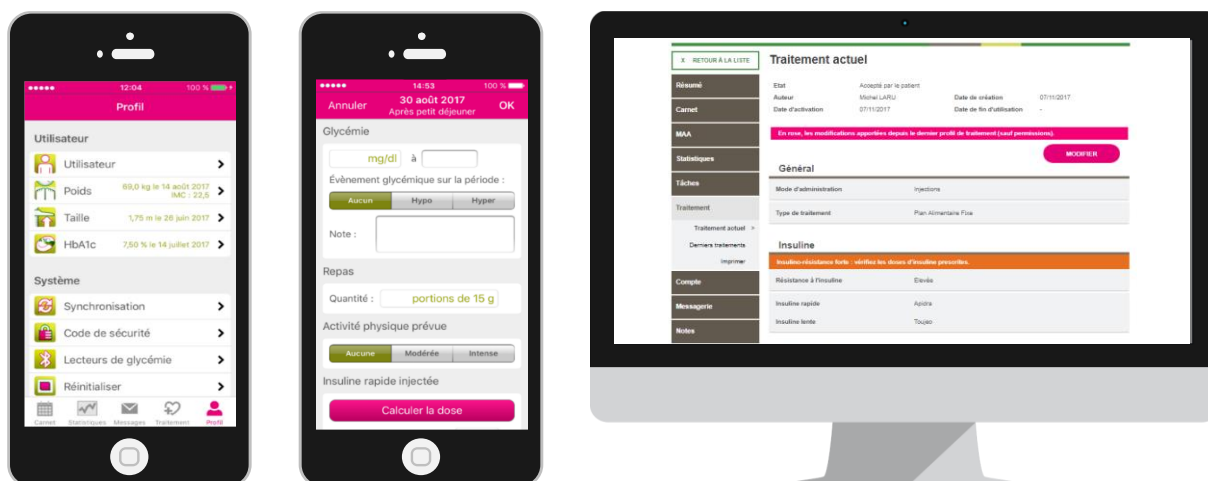 12:04 100 %
Profil
Utilisateur
Utilisateur
Poids 69,0 kg le 14 août 2017
IMC : 22,5
Taille 1,75 m le 26 juin 2017
HbA1c 7,50 % le 14 juillet 2017
Système
Synchronisation
Code de sécurité
Lecteurs de glycémie
Réinitialiser
Carnet Statistiques Messages Traitement Profil
14:53 100 %
Annuler 30 août 2017 OK
Après petit déjeuner
Glycémie
mg/dl à
Évènement glycémique sur la période :
Aucun Hypo Hyper
Note :
Repas
Quantité : portions de 15 g
Activité physique prévue
Aucune Modérée Intense
Insuline rapide injectée
Calculer la dose
X RETOUR À LA LISTE
Résumé
Carnet
MAA
Statistiques
Tâches
Traitement
Traitement actuel >
Derniers traitements
Imprimer
Compte
Messagerie
Notes
Traitement actuel
Etat Accepté par le patient
Auteur Michel LARU Date de création 07/11/2017
Date d'activation 07/11/2017 Date de fin d'utilisation -
En rose, les modifications apportées depuis le dernier profil de traitement (sauf permissions).
MODIFIER
Général
Mode d'administration Injections
Type de traitement Plan Alimentaire Fixe
Insuline
Insulino-résistance forte : vérifiez les doses d'insuline prescrites.
Résistance à l'insuline Elevée
Insuline rapide Apidra
Insuline lente Toujeo